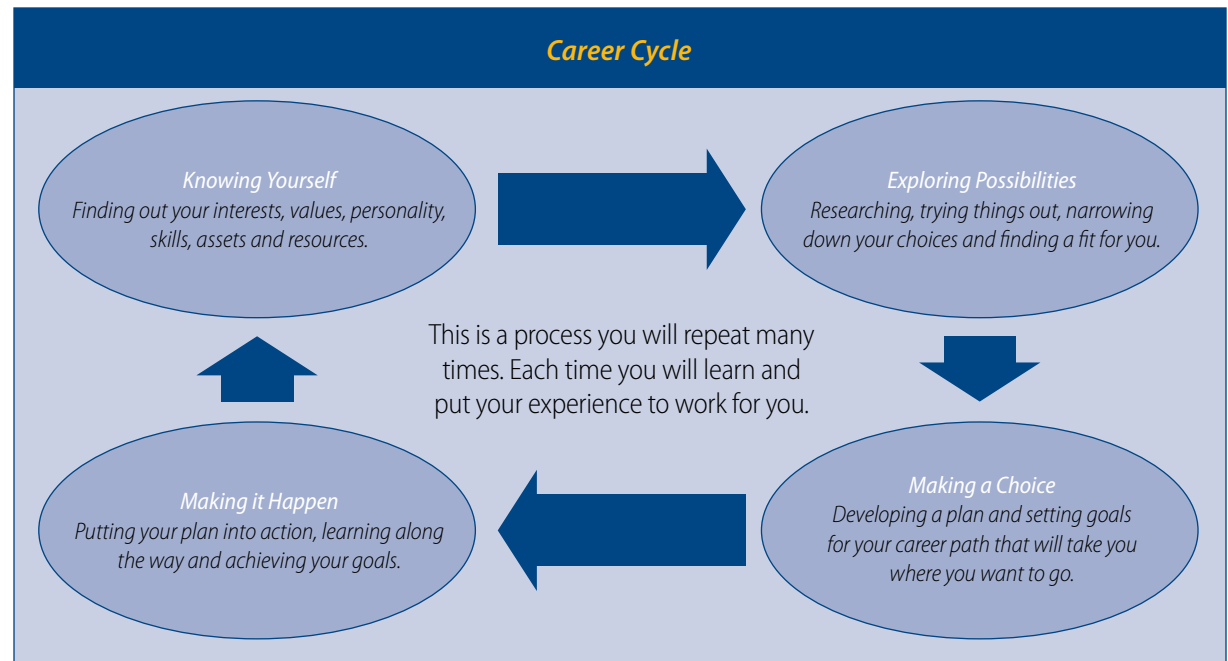 Career Cycle
Knowing Yourself
Finding out your interests, values, personality,
skills, assets and resources.
Exploring Possibilities
Researching, trying things out, narrowing
down your choices and finding a fit for you.
This is a process you will repeat many
times. Each time you will learn and
put your experience to work for you.
Making a Choice
Developing a plan and setting goals
for your career path that will take you
where you want to go.
Making it Happen
Putting your plan into action, learning along
the way and achieving your goals.